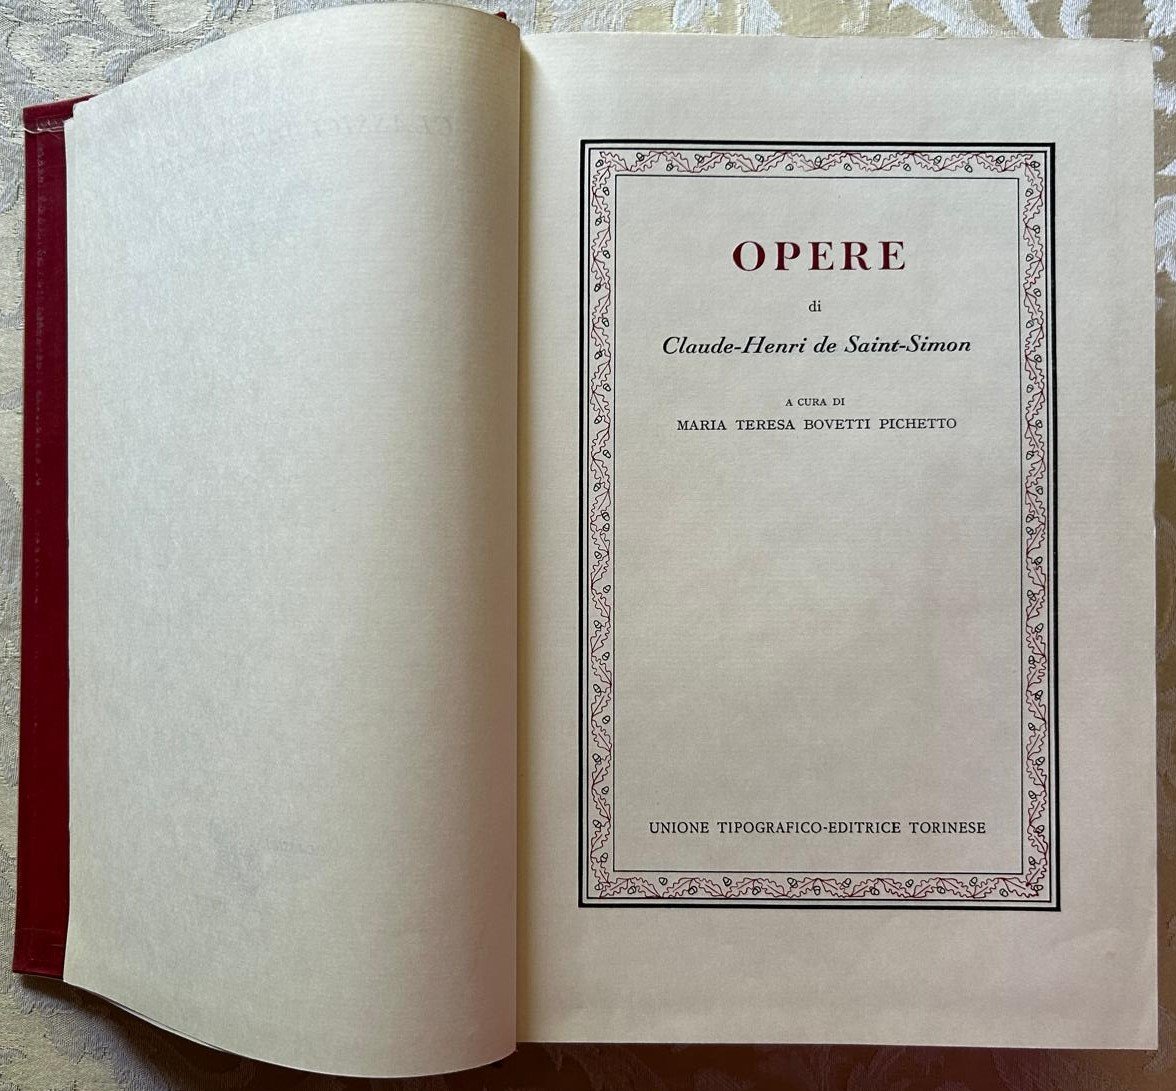 OPERE
di
Claude-Henri de Saint-Simon
A CURA DI
MARIA TERESA BOVETTI PICHETTO
UNIONE TIPOGRAFICO-EDITRICE TORINESE